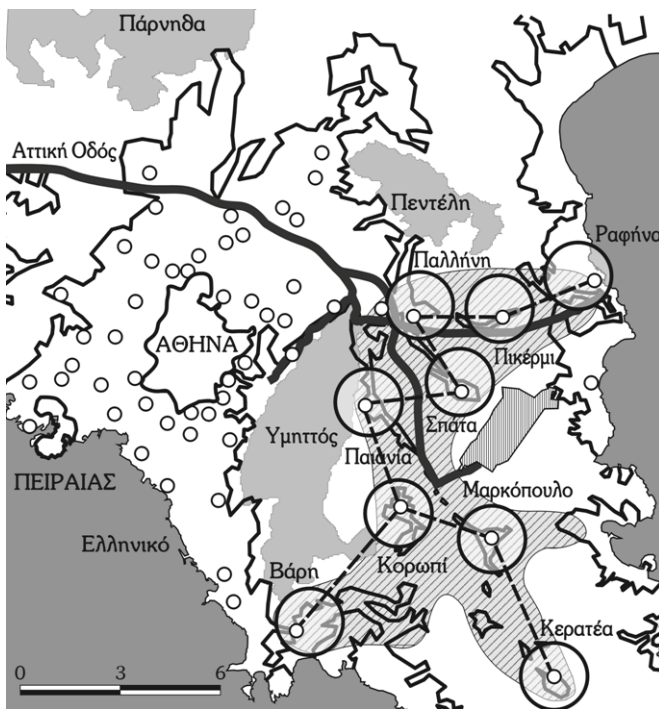 Πάρνηθα
Αττική Οδός
Πεντέλη
Ραφήνα
Παλλήνη
ΑΘΗΝΑ
Πικέρμι
Σπάτα
Υμηττός
Παιανία
ΠΕΙΡΑΙΑΣ
Μαρκόπουλο
Ελληνικό
Κορωπί
Βάρη
Κερατέα
0 3 6